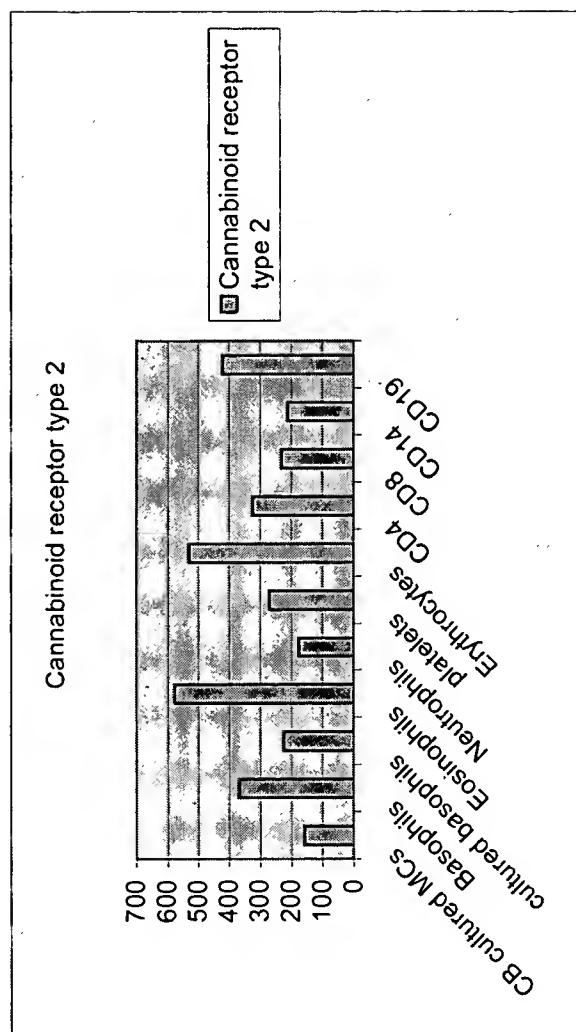 Cannabinoid receptor type 2
700
600
500
400
300
200
100
0
CB cultured MCs
Basophils
cultured basophils
Eosinophils
Neutrophils
platelets
Erythrocytes
CD4
CD8
CD14
CD19
Cannabinoid receptor
type 2